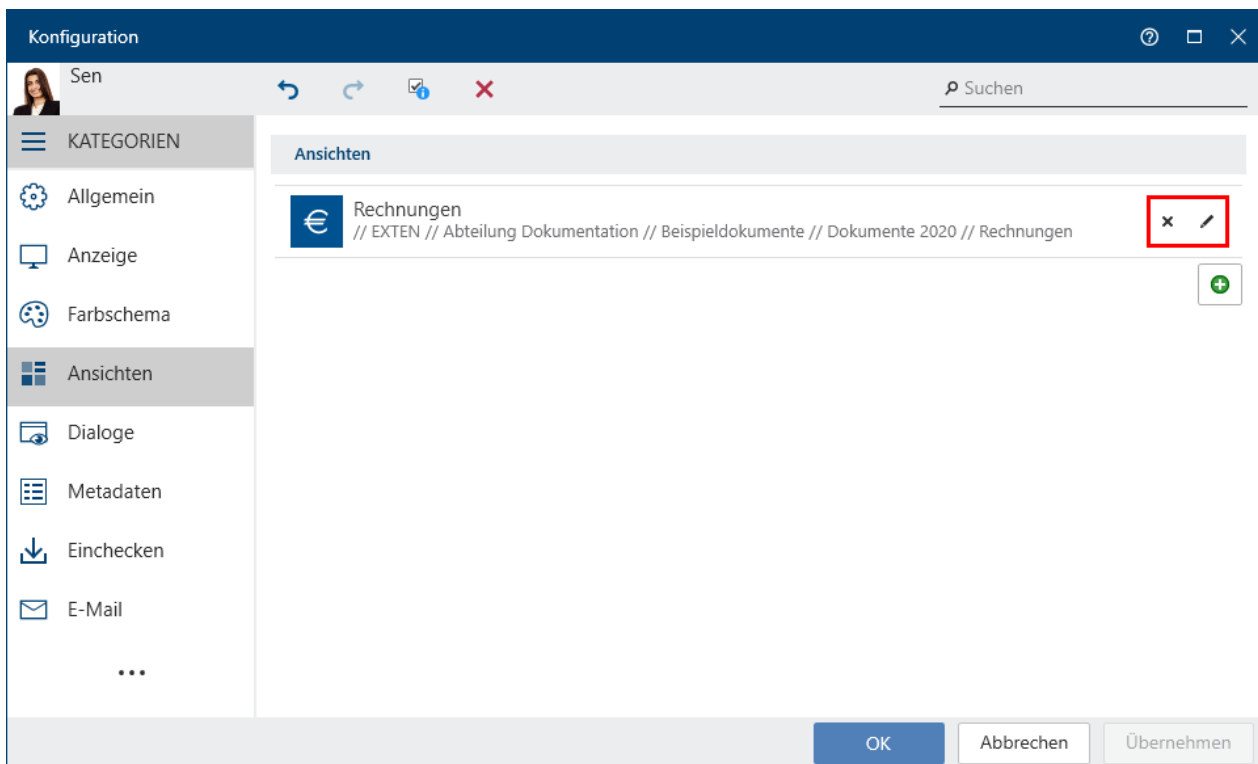 Konfiguration
Sen
Suchen
KATEGORIEN
Allgemein
Anzeige
Farbschema
Ansichten
Dialoge
Metadaten
Einchecken
E-Mail
Ansichten
Rechnungen
// EXTEN // Abteilung Dokumentation // Beispieldokumente // Dokumente 2020 // Rechnungen
OK
Abbrechen
Übernehmen